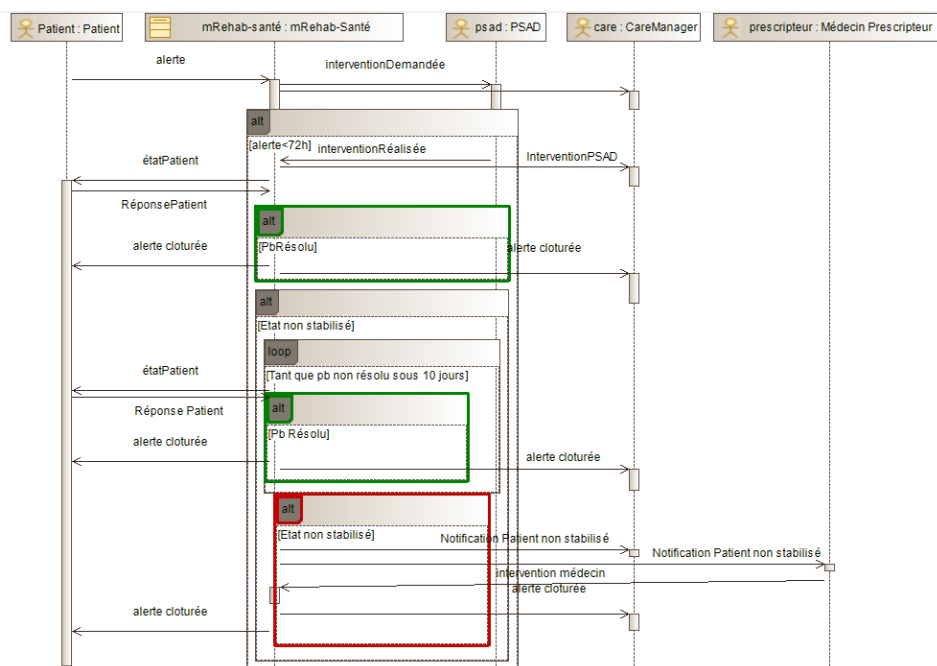 Patient : Patient
mRehab-santé : mRehab-Santé
psad : PSAD
care : CareManager
prescripteur : Médecin Prescripteur
alerte
interventionDemandée
alt
[alerte<72h]
interventionRéalisée
InterventionPSAD
étatPatient
RéponsePatient
alt
[PbRésolu]
alerte cloturée
alerte cloturée
alt
[Etat non stabilisé]
loop
[Tant que pb non résolu sous 10 jours]
étatPatient
Réponse Patient
alt
[Pb Résolu]
alerte cloturée
alerte cloturée
alt
[Etat non stabilisé]
Notification Patient non stabilisé
Notification Patient non stabilisé
intervention médecin
alerte cloturée
alerte cloturée